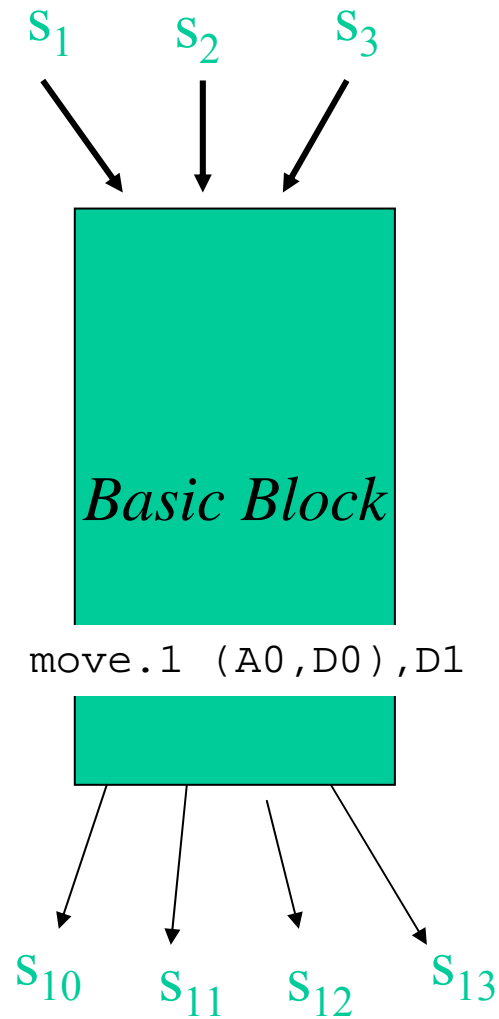 s₁ s₂ s₃
Basic Block
move.1 (A0,D0),D1
s₁₀ s₁₁ s₁₂ s₁₃